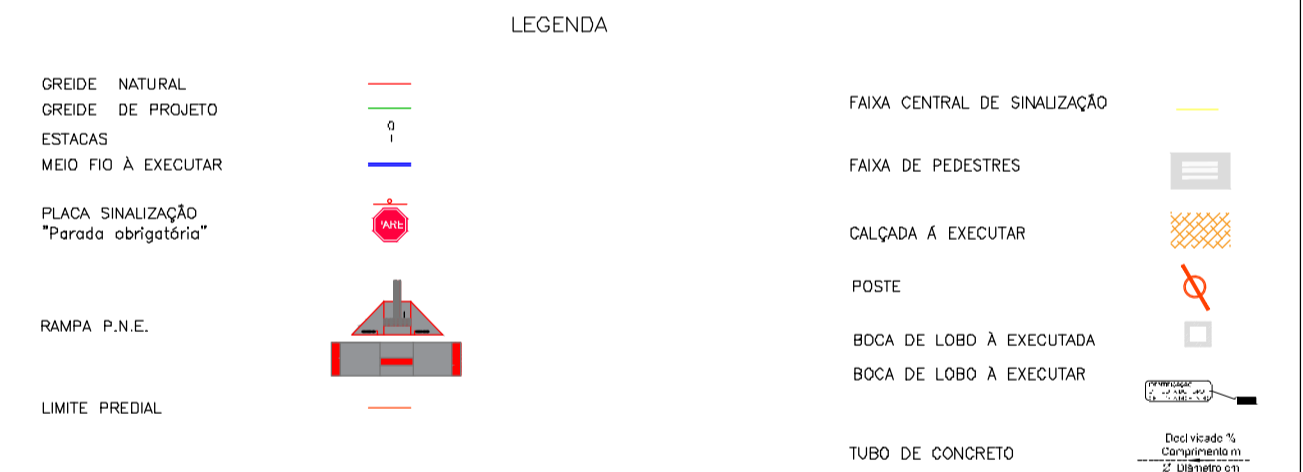 LEGENDA
GREIDE NATURAL
GREIDE DE PROJETO
ESTACAS
0
MEIO FIO À EXECUTAR
PLACA SINALIZAÇÃO
"Parada obrigatória"
RAMPA P.N.E.
LIMITE PREDIAL
FAIXA CENTRAL DE SINALIZAÇÃO
FAIXA DE PEDESTRES
CALÇADA Á EXECUTAR
POSTE
BOCA DE LOBO À EXECUTADA
BOCA DE LOBO À EXECUTAR
TUBO DE CONCRETO
%
Comprimento m
Diâmetro cm